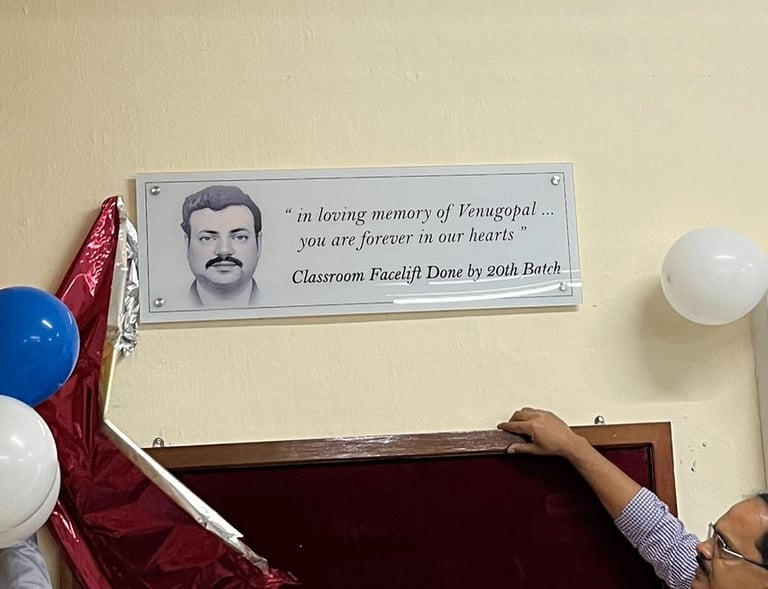 “ in loving memory of Venugopal ...
you are forever in our hearts ”
Classroom Facelift Done by 20th Batch